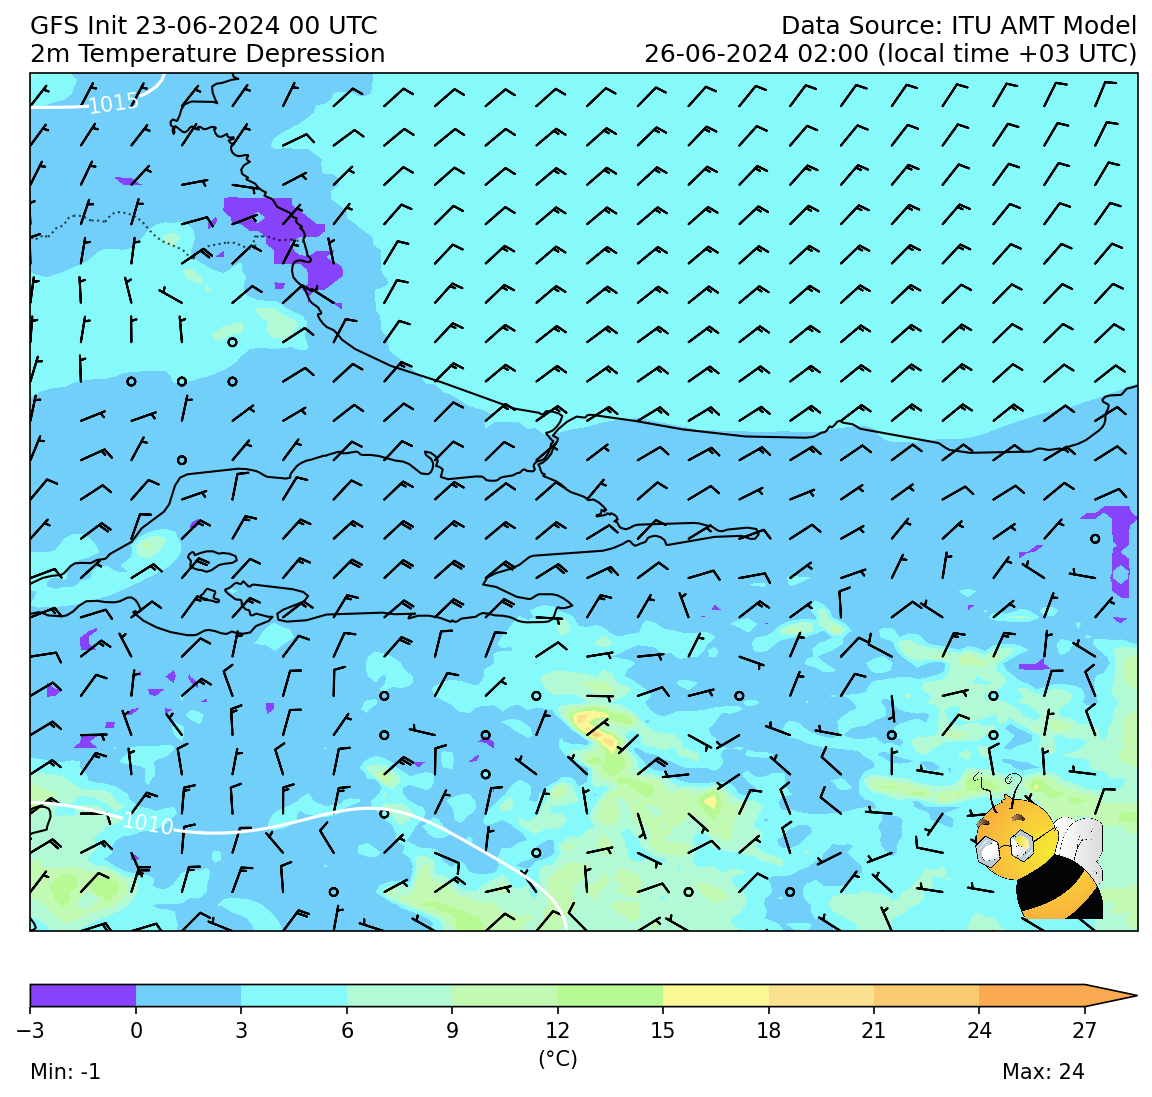 GFS Init 23-06-2024 00 UTC
Data Source: ITU AMT Model
2m Temperature Depression
26-06-2024 02:00 (local time +03 UTC)
1015
1010
−3 0 3 6 9 12 15 18 21 24 27
(°C)
Min: -1
Max: 24